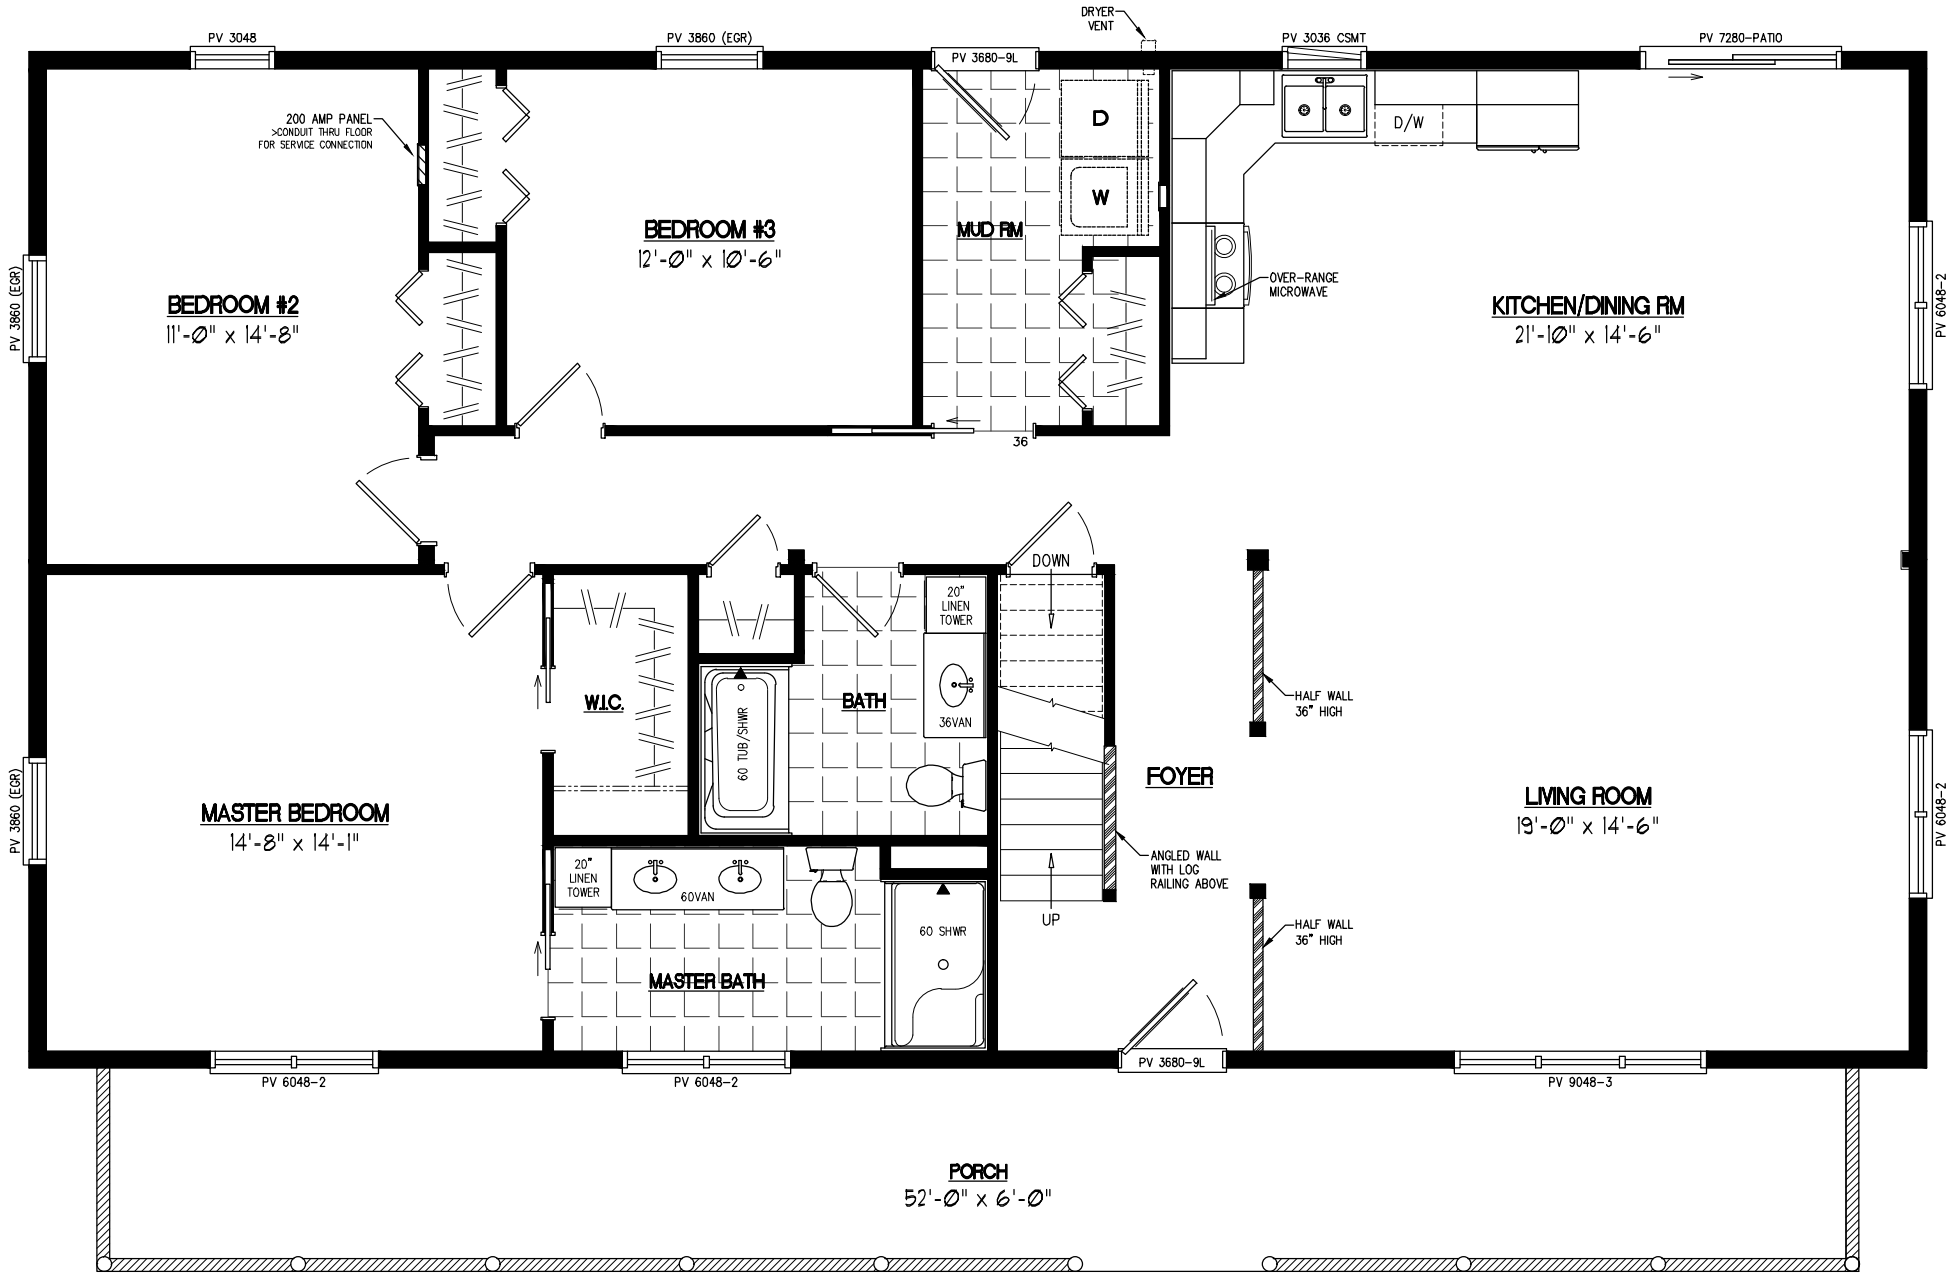 DRYER
VENT
PV 3048
PV 3860 (EGR)
PV 3680-9L
PV 3036 CSMT
PV 7280-PATIO
200 AMP PANEL
>CONDUIT THRU FLOOR
FOR SERVICE CONNECTION
D
W
D/W
BEDROOM #3
12'-0" x 10'-6"
MUD RM
PV 3860 (EGR)
BEDROOM #2
11'-0" x 14'-8"
OVER-RANGE
MICROWAVE
KITCHEN/DINING RM
21'-10" x 14'-6"
PV 6048-2
36
DOWN
20"
LINEN
TOWER
W.I.C.
BATH
36VAN
60 TUB/SHWR
HALF WALL
36" HIGH
FOYER
LIVING ROOM
19'-0" x 14'-6"
PV 6048-2
PV 3860 (EGR)
MASTER BEDROOM
14'-8" x 14'-1"
ANGLED WALL
WITH LOG
RAILING ABOVE
20"
LINEN
TOWER
60VAN
UP
60 SHWR
HALF WALL
36" HIGH
MASTER BATH
PV 6048-2
PV 6048-2
PV 3680-9L
PV 9048-3
PORCH
52'-0" x 6'-0"